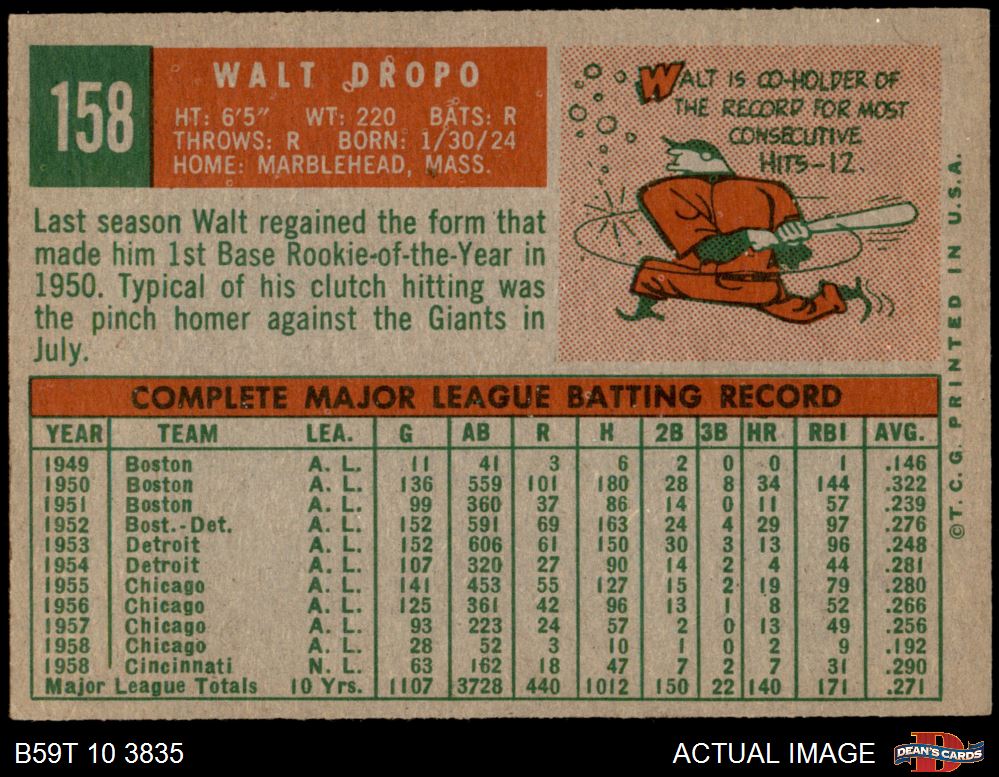 158
WALT DROPO
HT: 6'5" WT: 220 BATS: R
THROWS: R BORN: 1/30/24
HOME: MARBLEHEAD, MASS.
WALT IS CO-HOLDER OF
THE RECORD FOR MOST
CONSECUTIVE
HITS-12.
Last season Walt regained the form that
made him 1st Base Rookie-of-the-Year in
1950. Typical of his clutch hitting was
the pinch homer against the Giants in
July.
COMPLETE MAJOR LEAGUE BATTING RECORD
YEAR TEAM LEA. G AB R H 2B 3B HR RBI AVG.
1949 Boston A. L. 11 41 3 6 2 0 0 1 .146
1950 Boston A. L. 136 559 101 180 28 8 34 144 .322
1951 Boston A. L. 99 360 37 86 14 0 11 57 .239
1952 Bost.-Det. A. L. 152 591 69 163 24 4 29 97 .276
1953 Detroit A. L. 152 606 61 150 30 3 13 96 .248
1954 Detroit A. L. 107 320 27 90 14 2 4 44 .281
1955 Chicago A. L. 141 453 55 127 15 2 19 79 .280
1956 Chicago A. L. 125 361 42 96 13 1 8 52 .266
1957 Chicago A. L. 93 223 24 57 2 0 13 49 .256
1958 Chicago A. L. 28 52 3 10 1 0 2 9 .192
1958 Cincinnati N. L. 63 162 18 47 7 2 7 31 .290
Major League Totals 10 Yrs. 1107 3728 440 1012 150 22 140 171 .271
©T. C. G. PRINTED IN U.S.A.
B59T 10 3835
ACTUAL IMAGE
D
DEAN'S CARDS